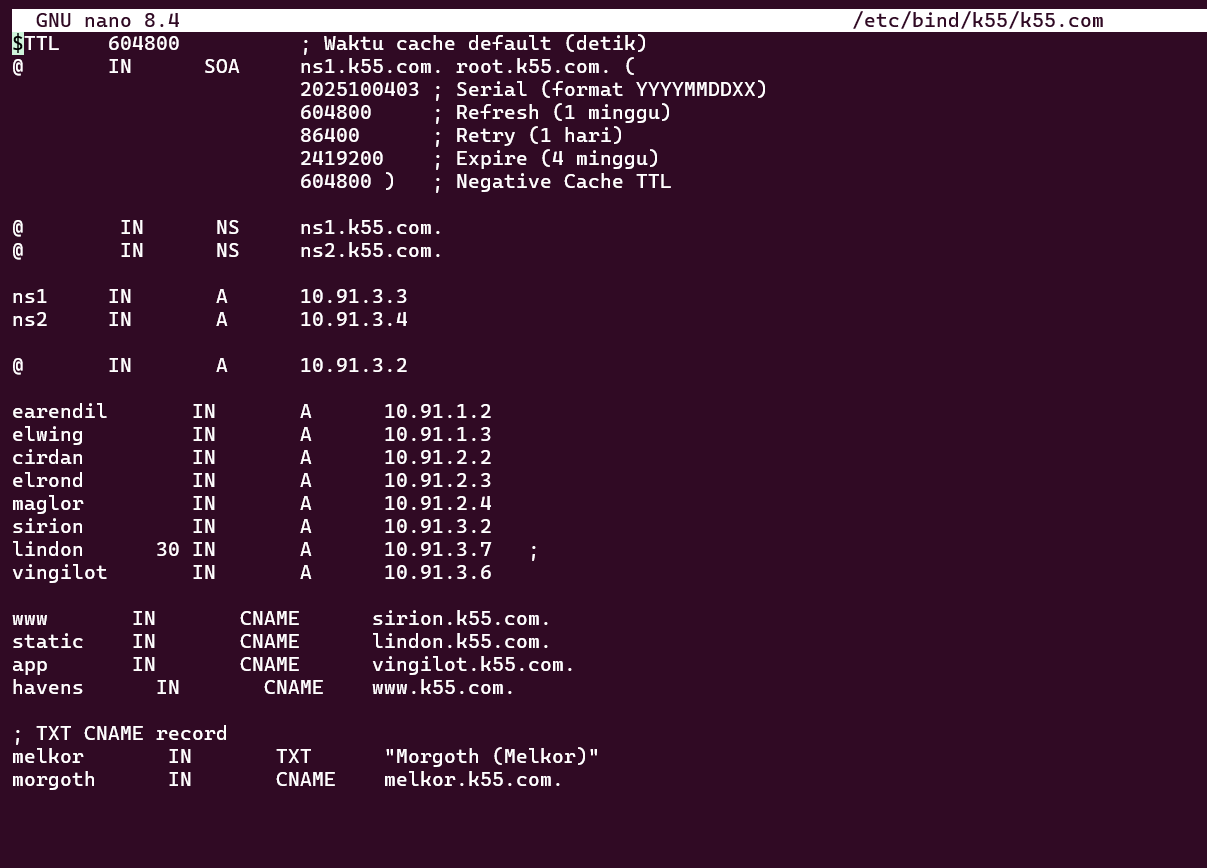 GNU nano 8.4 /etc/bind/k55/k55.com
$TTL 604800 ; Waktu cache default (detik)
@ IN SOA ns1.k55.com. root.k55.com. (
2025100403 ; Serial (format YYYYMMDDXX)
604800 ; Refresh (1 minggu)
86400 ; Retry (1 hari)
2419200 ; Expire (4 minggu)
604800 ) ; Negative Cache TTL
@ IN NS ns1.k55.com.
@ IN NS ns2.k55.com.
ns1 IN A 10.91.3.3
ns2 IN A 10.91.3.4
@ IN A 10.91.3.2
earendil IN A 10.91.1.2
elwing IN A 10.91.1.3
cirdan IN A 10.91.2.2
elrond IN A 10.91.2.3
maglor IN A 10.91.2.4
sirion IN A 10.91.3.2
lindon 30 IN A 10.91.3.7 ;
vingilot IN A 10.91.3.6
www IN CNAME sirion.k55.com.
static IN CNAME lindon.k55.com.
app IN CNAME vingilot.k55.com.
havens IN CNAME www.k55.com.
; TXT CNAME record
melkor IN TXT "Morgoth (Melkor)"
morgoth IN CNAME melkor.k55.com.